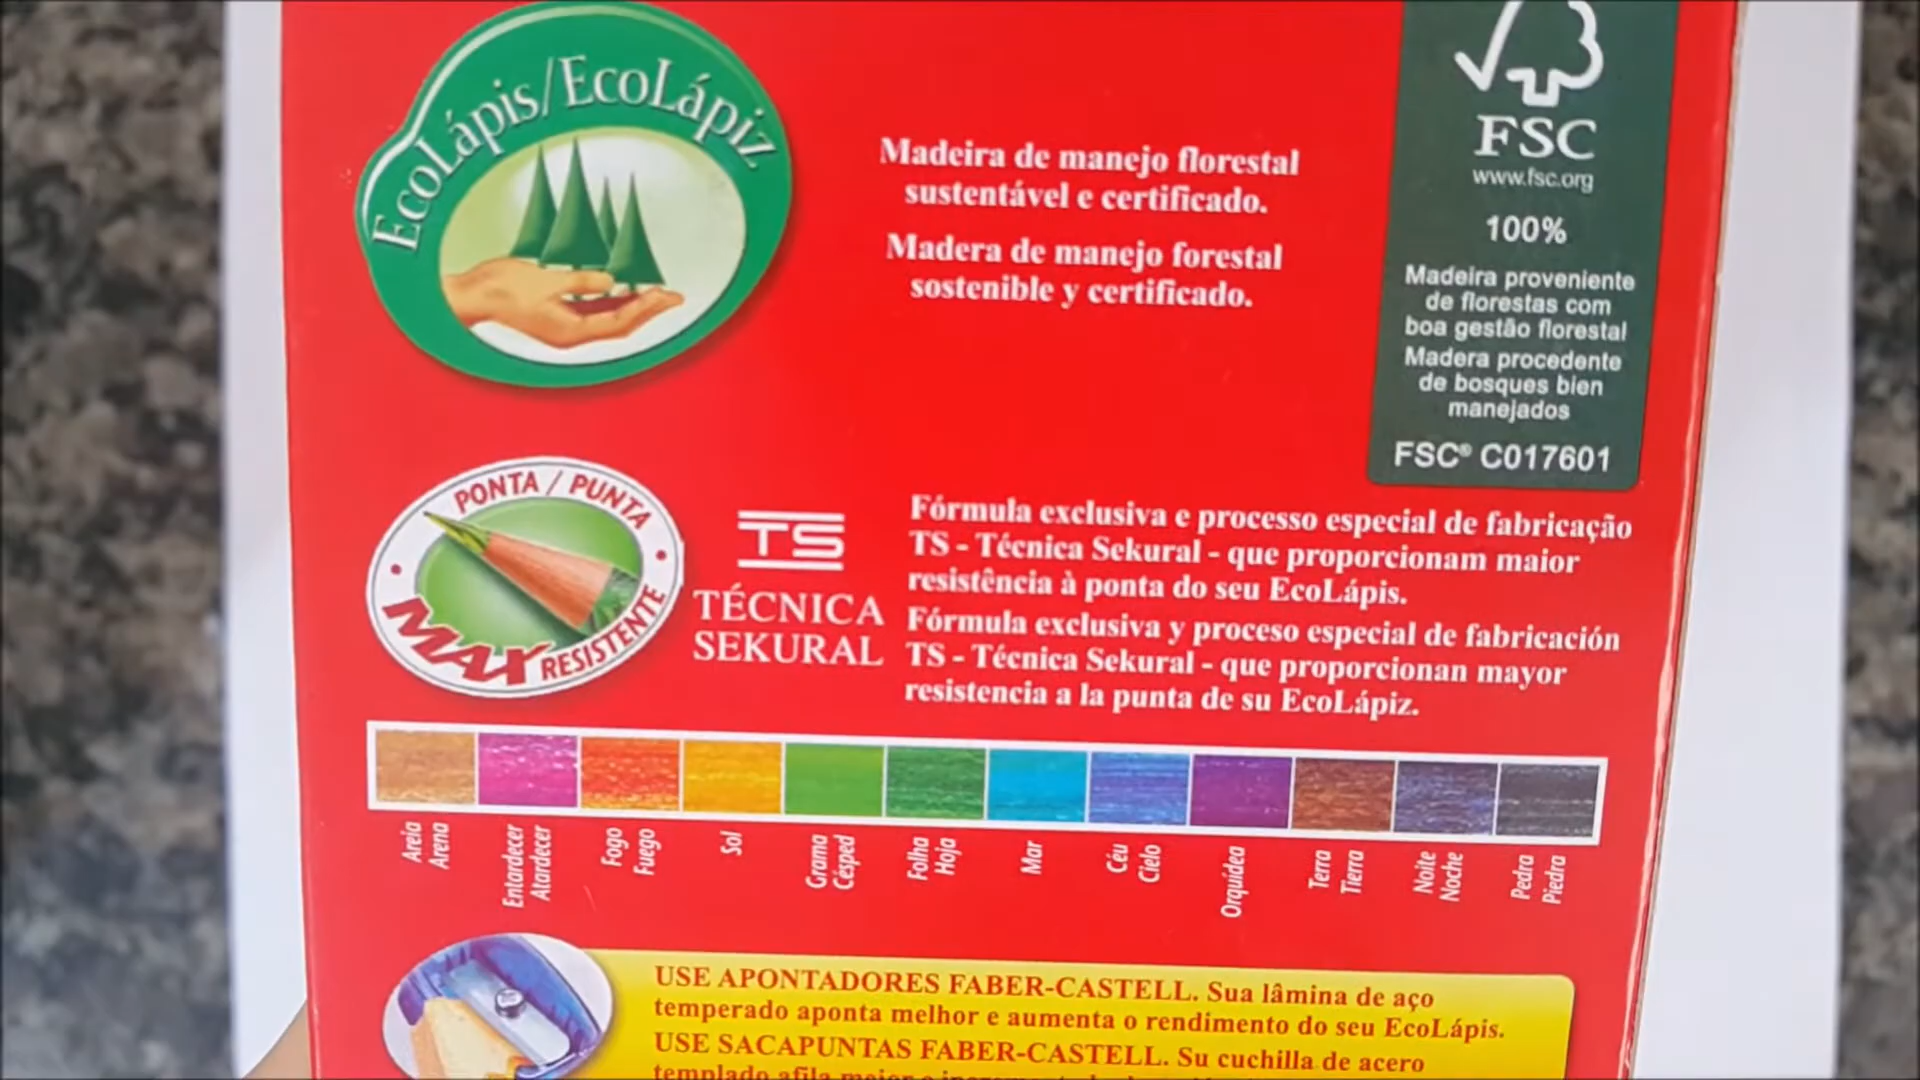 EcoLápis/EcoLápiz
Madeira de manejo florestal
sustentável e certificado.
Madera de manejo forestal
sostenible y certificado.
FSC
www.fsc.org
100%
Madeira proveniente
de florestas com
boa gestão florestal
Madera procedente
de bosques bien
manejados
FSC® C017601
PONTA / PUNTA
MAX RESISTENTE
TS
TÉCNICA
SEKURAL
Fórmula exclusiva e processo especial de fabricação
TS - Técnica Sekural - que proporcionam maior
resistência à ponta do seu EcoLápis.
Fórmula exclusiva y proceso especial de fabricación
TS - Técnica Sekural - que proporcionan mayor
resistencia a la punta de su EcoLápiz.
Areia
Arena
Entardecer
Atardecer
Fogo
Fuego
Sol
Grama
Césped
Folha
Hoja
Mar
Céu
Cielo
Orquídea
Terra
Tierra
Noite
Noche
Pedra
Piedra
USE APONTADORES FABER-CASTELL. Sua lâmina de aço
temperado aponta melhor e aumenta o rendimento do seu EcoLápis.
USE SACAPUNTAS FABER-CASTELL. Su cuchilla de acero
templado afila mejor